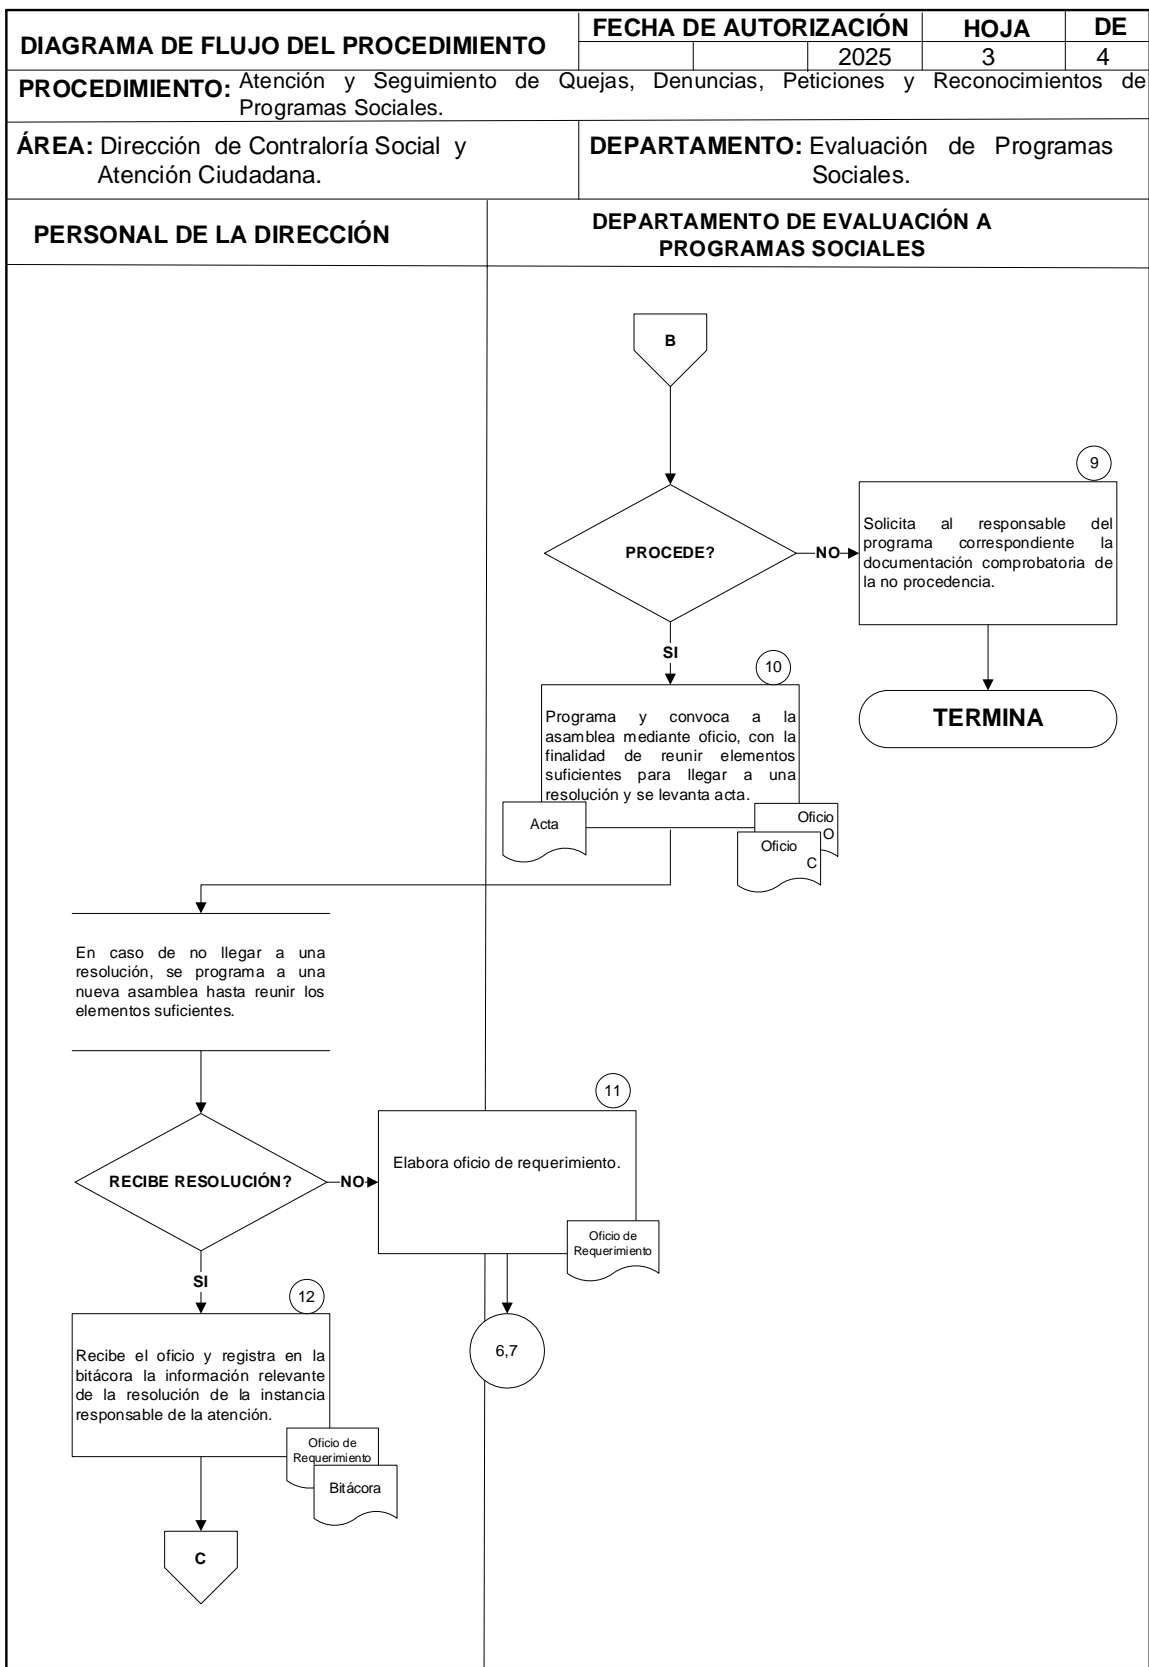 DIAGRAMA DE FLUJO DEL PROCEDIMIENTO
FECHA DE AUTORIZACIÓN
HOJA
DE
2025
3
4
PROCEDIMIENTO: Atención y Seguimiento de Quejas, Denuncias, Peticiones y Reconocimientos de
Programas Sociales.
ÁREA: Dirección de Contraloría Social y
Atención Ciudadana.
DEPARTAMENTO: Evaluación de Programas
Sociales.
PERSONAL DE LA DIRECCIÓN
DEPARTAMENTO DE EVALUACIÓN A
PROGRAMAS SOCIALES
B
9
PROCEDE?
NO
Solicita al responsable del
programa correspondiente la
documentación comprobatoria de
la no procedencia.
SI
10
TERMINA
Programa y convoca a la
asamblea mediante oficio, con la
finalidad de reunir elementos
suficientes para llegar a una
resolución y se levanta acta.
Acta
Oficio
O
Oficio
C
En caso de no llegar a una
resolución, se programa a una
nueva asamblea hasta reunir los
elementos suficientes.
11
RECIBE RESOLUCIÓN?
NO
Elabora oficio de requerimiento.
Oficio de
Requerimiento
SI
12
6,7
Recibe el oficio y registra en la
bitácora la información relevante
de la resolución de la instancia
responsable de la atención.
Oficio de
Requerimiento
Bitácora
C